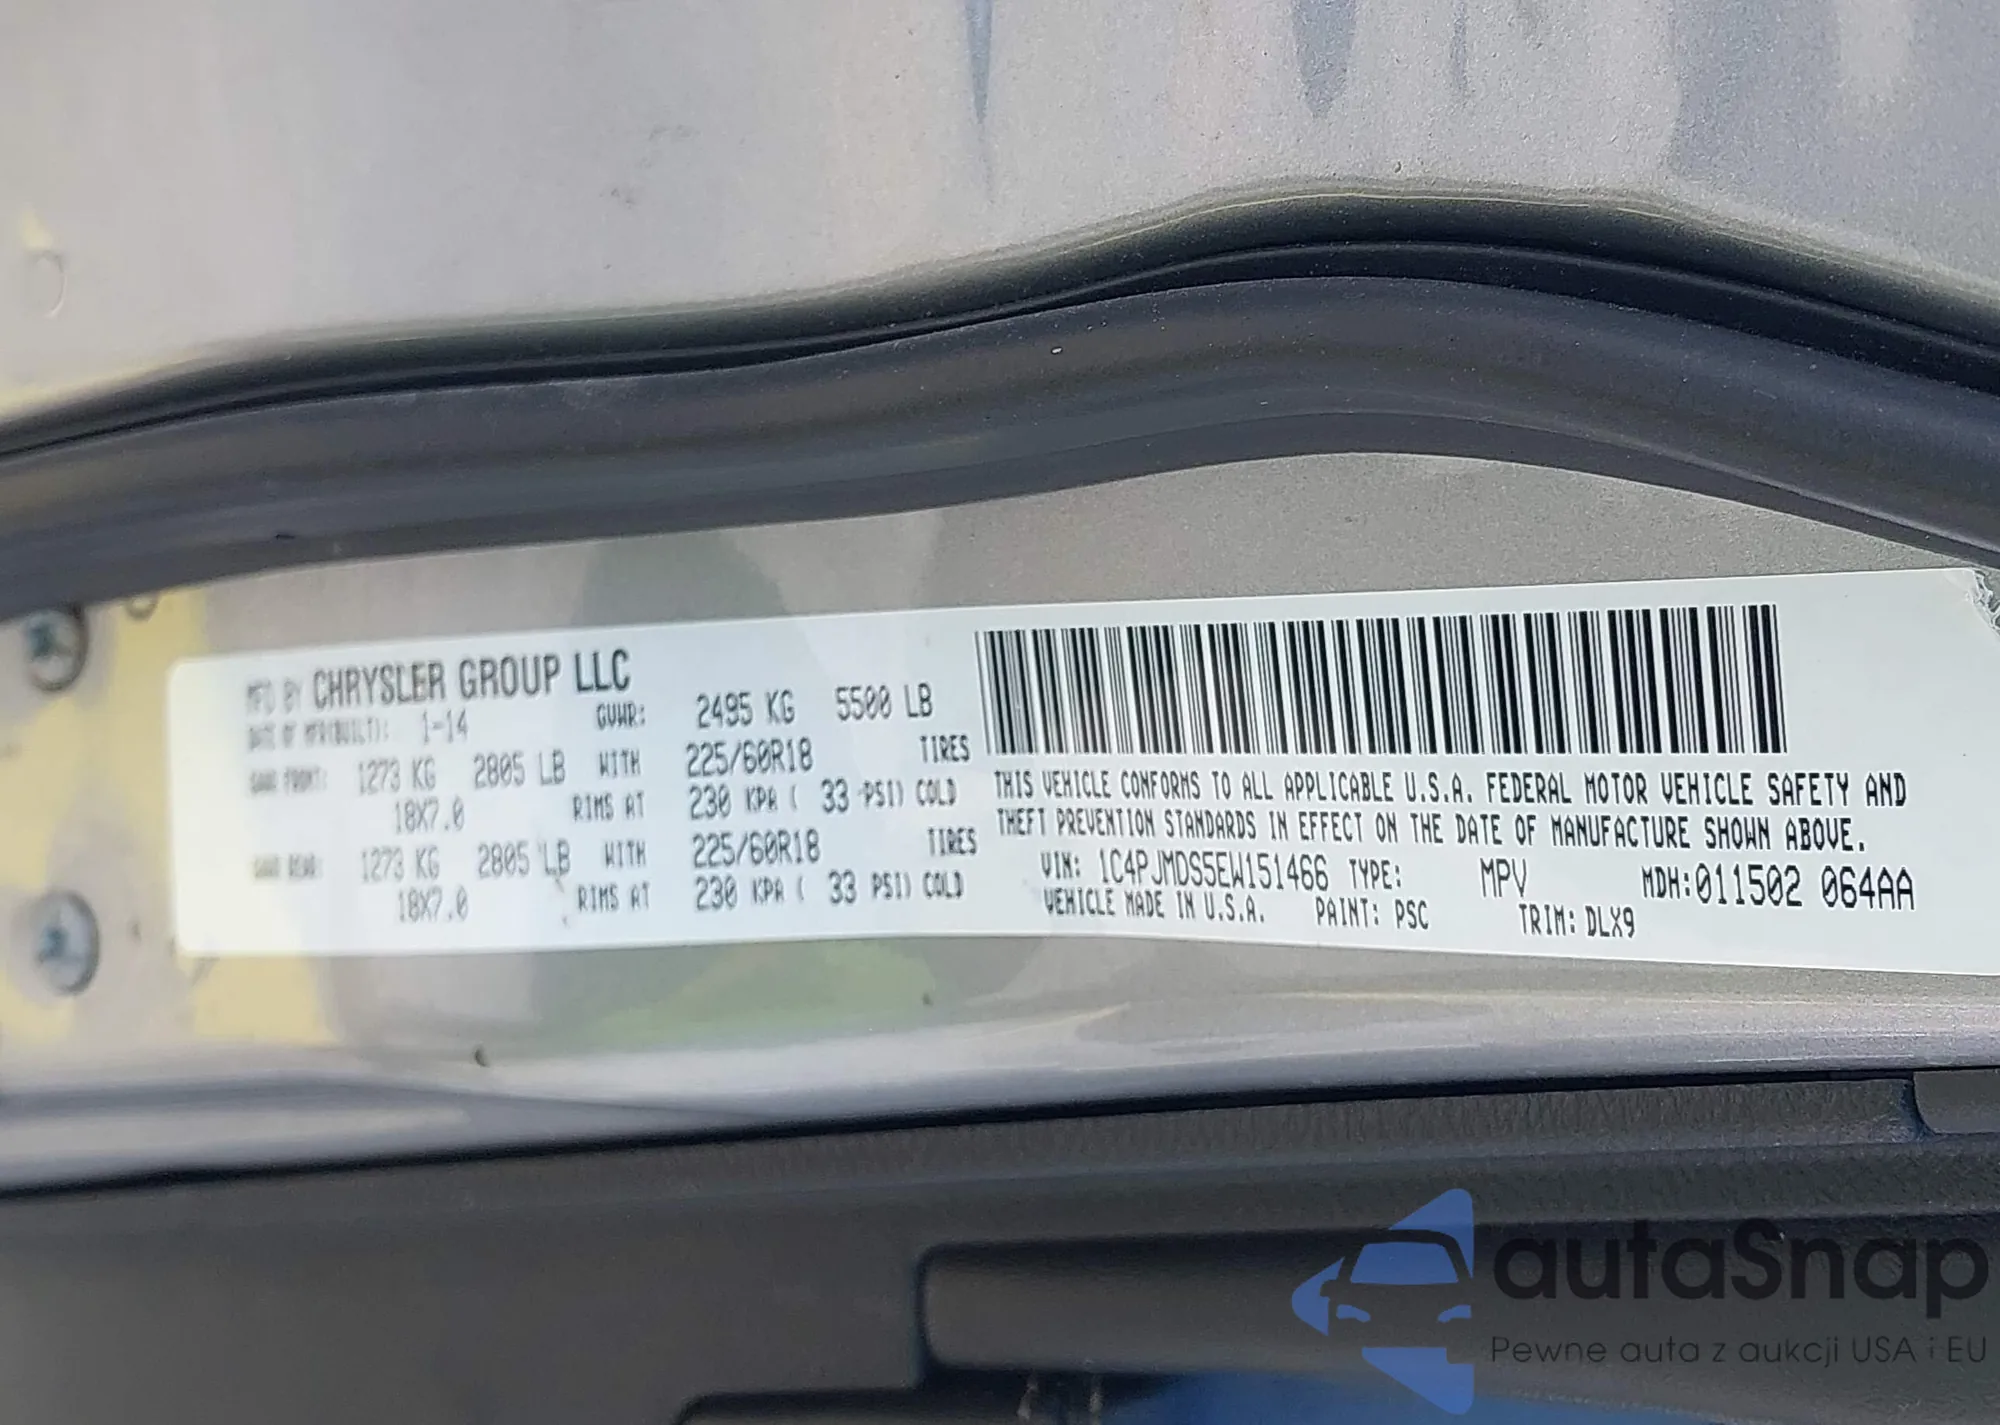 MFD BY CHRYSLER GROUP LLC
DATE OF MFR(BUILT): 1-14 GVWR: 2495 KG 5500 LB
GAWR FRONT: 1273 KG 2805 LB WITH 225/60R18 TIRES
18X7.0 RIMS AT 230 KPA ( 33 PSI) COLD
GAWR REAR: 1273 KG 2805 LB WITH 225/60R18 TIRES
18X7.0 RIMS AT 230 KPA ( 33 PSI) COLD
THIS VEHICLE CONFORMS TO ALL APPLICABLE U.S.A. FEDERAL MOTOR VEHICLE SAFETY AND
THEFT PREVENTION STANDARDS IN EFFECT ON THE DATE OF MANUFACTURE SHOWN ABOVE.
VIN: 1C4PJMDS5EW151466 TYPE: MPV MDH:011502 064AA
VEHICLE MADE IN U.S.A. PAINT: PSC TRIM: DLX9
autaSnap
Pewne auta z aukcji USA i EU